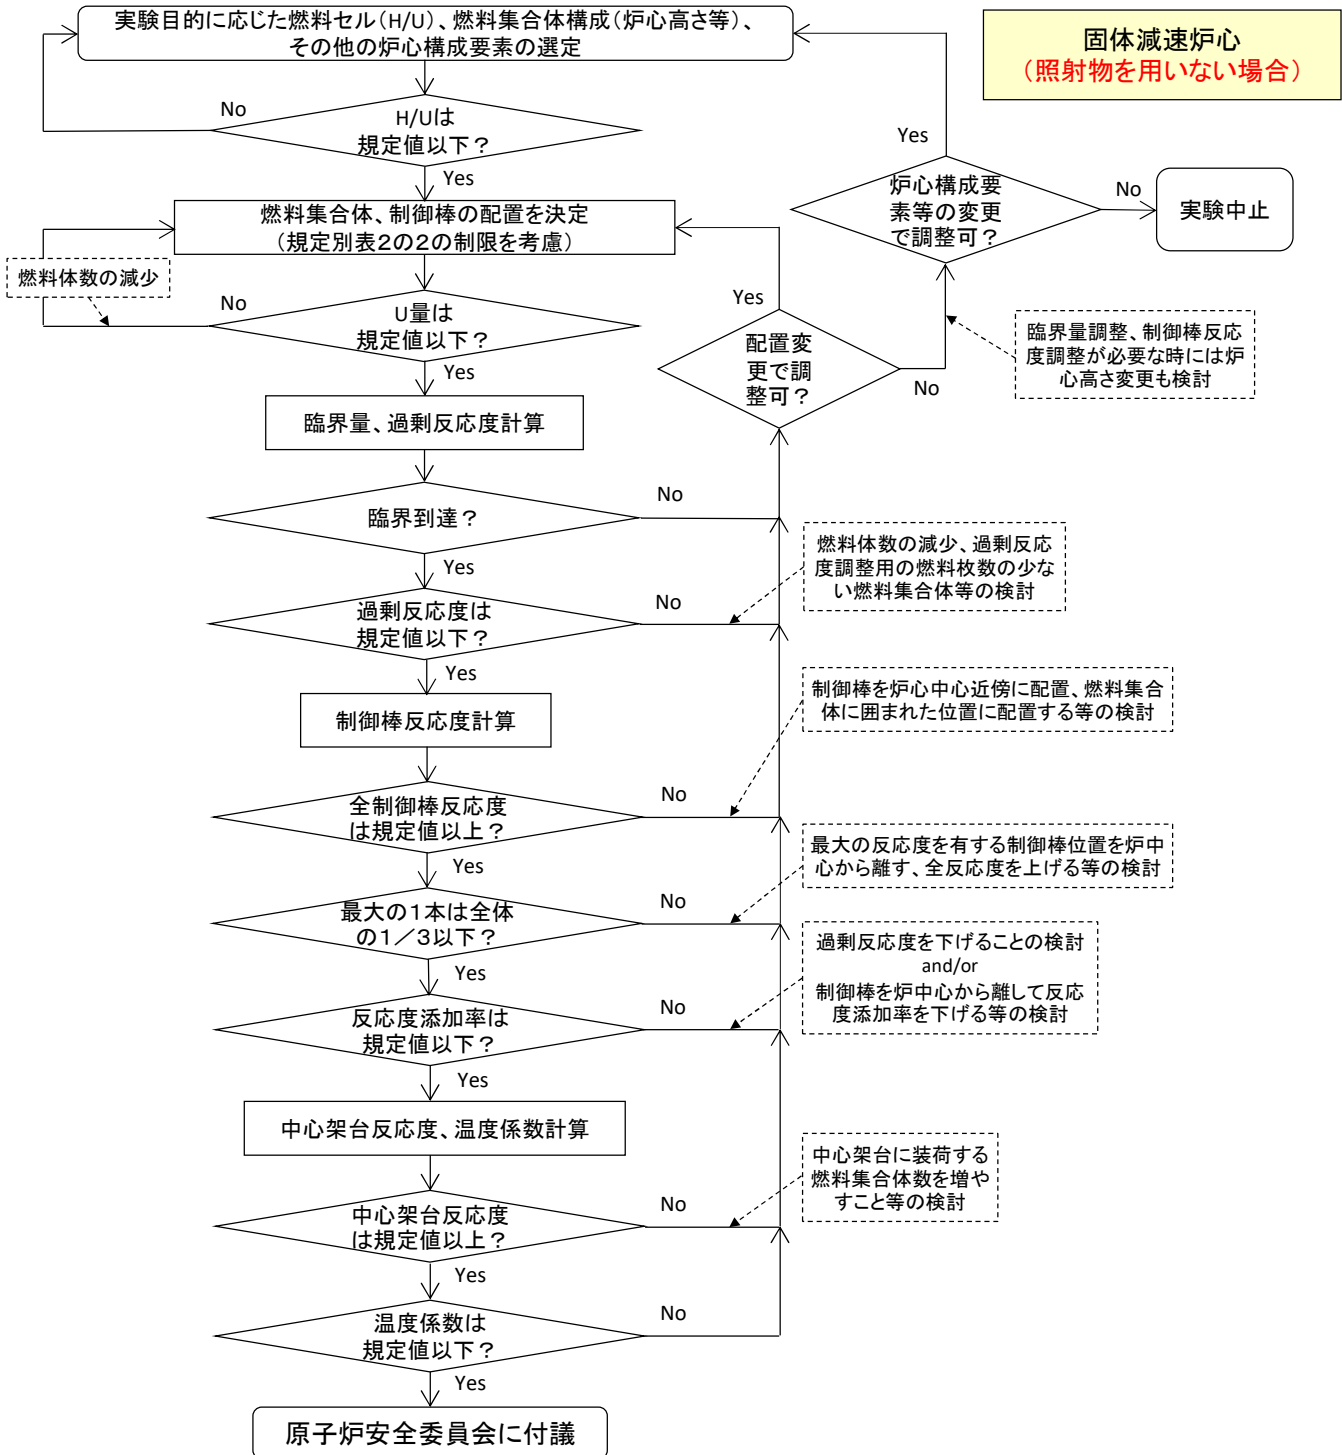 実験目的に応じた燃料セル(H/U)、燃料集合体構成(炉心高さ等)、
その他の炉心構成要素の選定
固体減速炉心
(照射物を用いない場合)
No
H/Uは
規定値以下?
Yes
Yes
炉心構成要
素等の変更
で調整可?
No
実験中止
燃料集合体、制御棒の配置を決定
(規定別表2の2の制限を考慮)
燃料体数の減少
No
U量は
規定値以下?
Yes
Yes
配置変
更で調
整可?
No
臨界量調整、制御棒反応
度調整が必要な時には炉
心高さ変更も検討
臨界量、過剰反応度計算
臨界到達?
No
Yes
燃料体数の減少、過剰反応
度調整用の燃料枚数の少な
い燃料集合体等の検討
過剰反応度は
規定値以下?
No
Yes
制御棒反応度計算
制御棒を炉心中心近傍に配置、燃料集合
体に囲まれた位置に配置する等の検討
全制御棒反応度
は規定値以上?
No
Yes
最大の反応度を有する制御棒位置を炉中
心から離す、全反応度を上げる等の検討
最大の1本は全体
の1/3以下?
No
Yes
過剰反応度を下げることの検討
and/or
制御棒を炉中心から離して反応
度添加率を下げる等の検討
反応度添加率は
規定値以下?
No
Yes
中心架台反応度、温度係数計算
中心架台に装荷する
燃料集合体数を増や
すこと等の検討
中心架台反応度
は規定値以上?
No
Yes
温度係数は
規定値以下?
No
Yes
原子炉安全委員会に付議